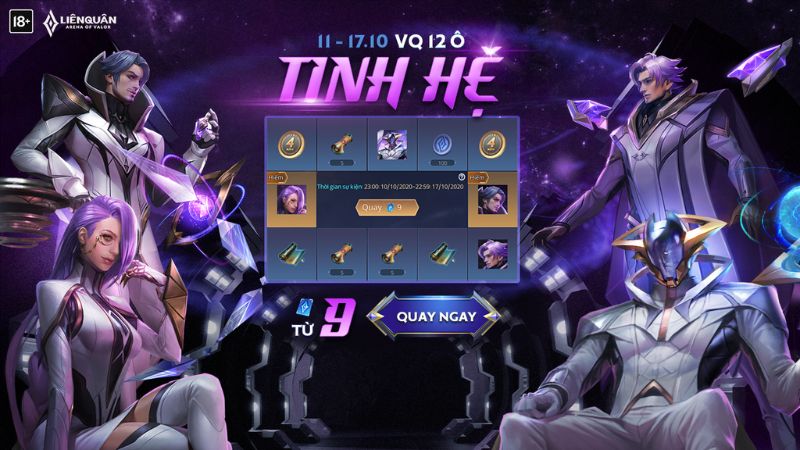 18+
LIÊNQUÂN
ARENA OF VALOR
11 - 17.10 VQ 12 Ô
TINH HỆ
4
5
100
4
Hiếm
Thời gian sự kiện: 23:00 10/10/2020~22:59 17/10/2020
Hiếm
Quay 9
5
5
TỪ 9
QUAY NGAY